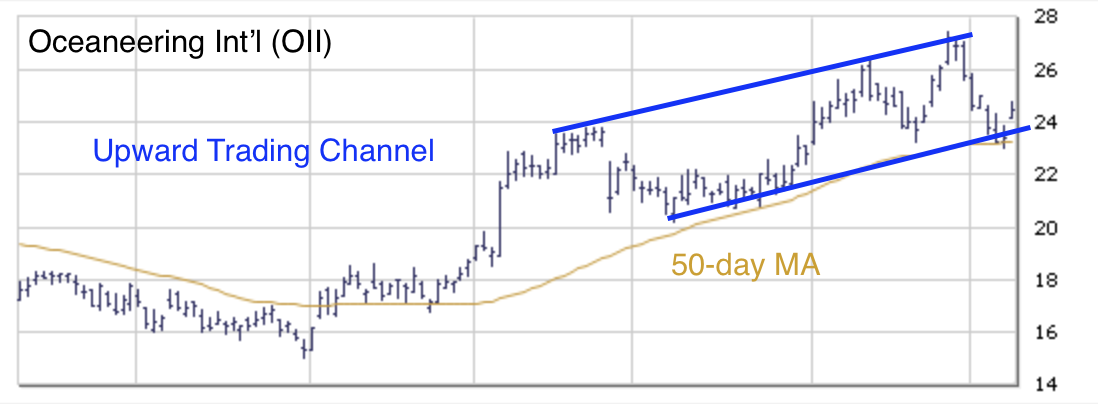 28
Oceaneering Int'l (OII)
26
24
Upward Trading Channel
22
20
50-day MA
18
16
14